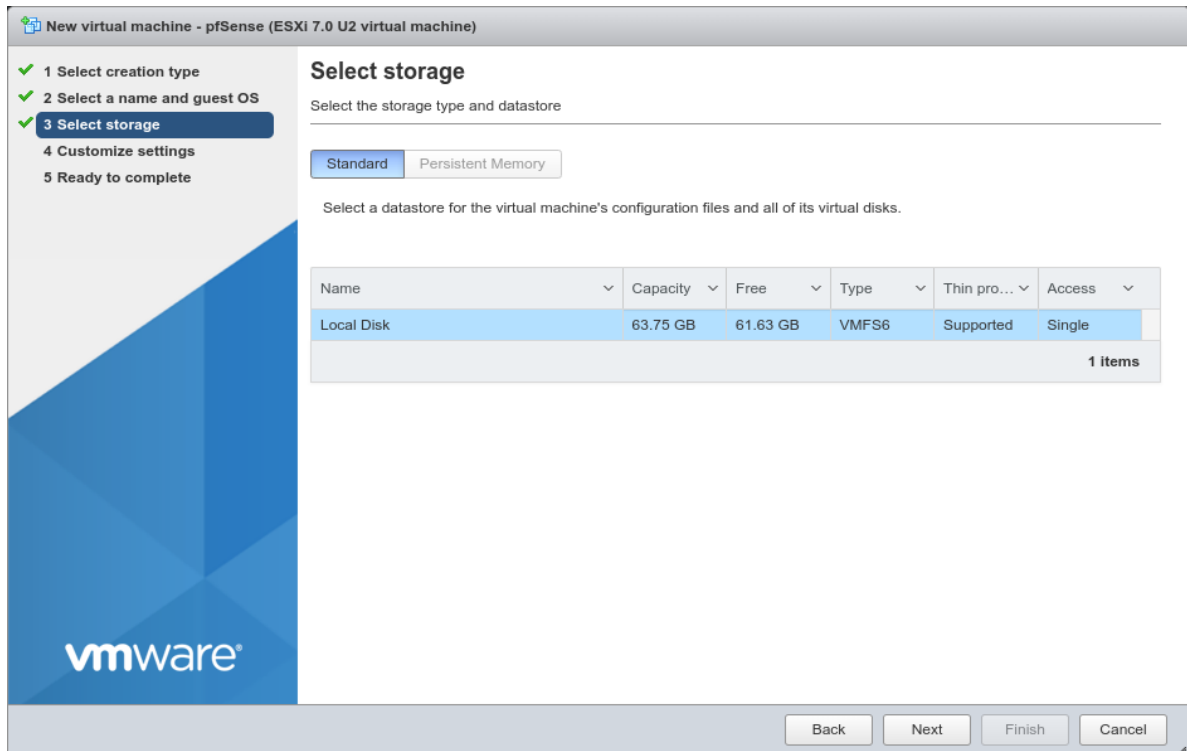 New virtual machine - pfSense (ESXi 7.0 U2 virtual machine)
1 Select creation type
2 Select a name and guest OS
3 Select storage
4 Customize settings
5 Ready to complete
Select storage
Select the storage type and datastore
Standard Persistent Memory
Select a datastore for the virtual machine's configuration files and all of its virtual disks.
Name Capacity Free Type Thin pro... Access
Local Disk 63.75 GB 61.63 GB VMFS6 Supported Single
1 items
vmware®
Back Next Finish Cancel